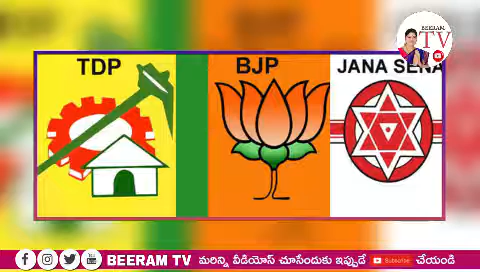 BEERAM
TV
TDP
BJP
JANA SENA
BEERAM TV మరిన్ని వీడియోస్ చూసేందుకు ఇప్పుడే Subscribe చేయండి